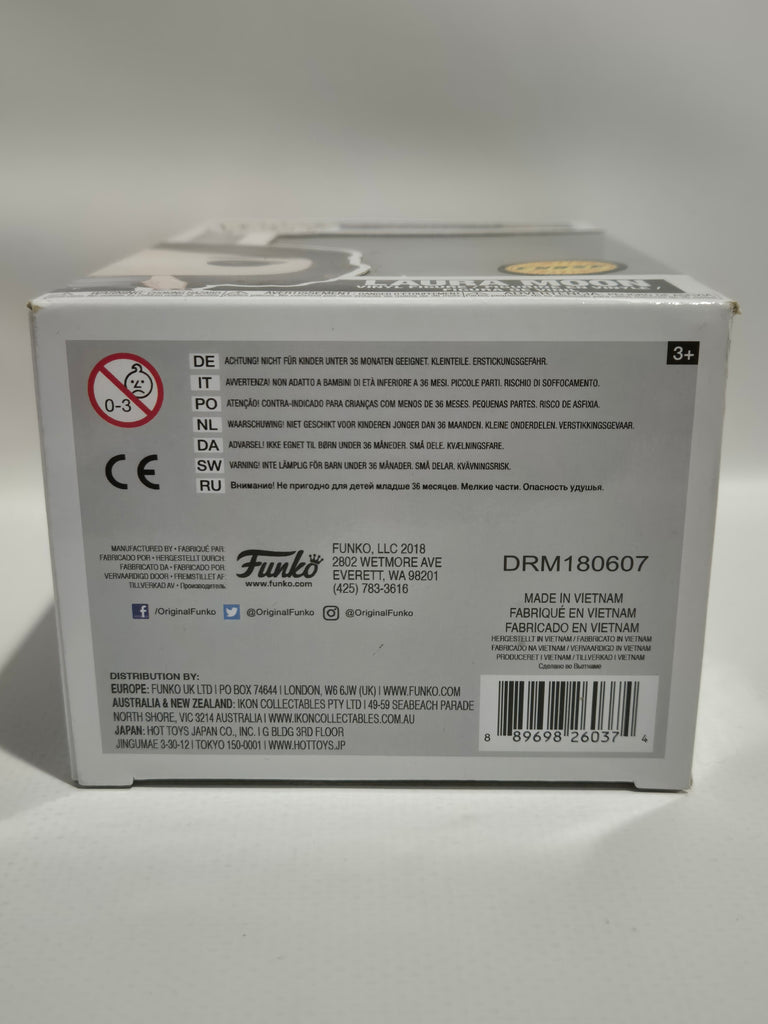 LAURA MOON
3+
0-3
DE ACHTUNG! NICHT FÜR KINDER UNTER 36 MONATEN GEEIGNET. KLEINTEILE. ERSTICKUNGSGEFAHR.
IT AVVERTENZA! NON ADATTO A BAMBINI DI ETÀ INFERIORE A 36 MESI. PICCOLE PARTI. RISCHIO DI SOFFOCAMENTO.
PO ATENÇÃO! CONTRA-INDICADO PARA CRIANÇAS COM MENOS DE 36 MESES. PEQUENAS PARTES. RISCO DE ASFIXIA.
NL WAARSCHUWING! NIET GESCHIKT VOOR KINDEREN JONGER DAN 36 MAANDEN. KLEINE ONDERDELEN. VERSTIKKINGSGEVAAR.
DA ADVARSEL! IKKE EGNET TIL BØRN UNDER 36 MÅNEDER. SMÅ DELE. KVÆLNINGSFARE.
SW VARNING! INTE LÄMPLIG FÖR BARN UNDER 36 MÅNADER. SMÅ DELAR. KVÄVNINGSRISK.
RU Внимание! Не пригодно для детей младше 36 месяцев. Мелкие части. Опасность удушья.
CE
MANUFACTURED BY • FABRIQUÉ PAR
FABRICADO POR • HERGESTELLT DURCH
FABBRICATO DA • FABRICADO POR
VERVAARDIGD DOOR • FREMSTILLET AF
TILLVERKAD AV • Производитель
Funko
www.funko.com
FUNKO, LLC 2018
2802 WETMORE AVE
EVERETT, WA 98201
(425) 783-3616
DRM180607
/OriginalFunko @OriginalFunko @OriginalFunko
MADE IN VIETNAM
FABRIQUÉ EN VIETNAM
FABRICADO EN VIETNAM
HERGESTELLT IN VIETNAM / FABBRICATO IN VIETNAM
FABRICADO NA VIETNAM / VERVAARDIGD IN VIETNAM
PRODUCERET I VIETNAM / TILLVERKAD I VIETNAM
Сделано во Вьетнаме
DISTRIBUTION BY:
EUROPE: FUNKO UK LTD | PO BOX 74644 | LONDON, W6 6JW (UK) | WWW.FUNKO.COM
AUSTRALIA & NEW ZEALAND: IKON COLLECTABLES PTY LTD | 49-59 SEABEACH PARADE
NORTH SHORE, VIC 3214 AUSTRALIA | WWW.IKONCOLLECTABLES.COM.AU
JAPAN: HOT TOYS JAPAN CO., INC. | G BLDG 3RD FLOOR
JINGUMAE 3-30-12 | TOKYO 150-0001 | WWW.HOTTOYS.JP
8 89698 26037 4